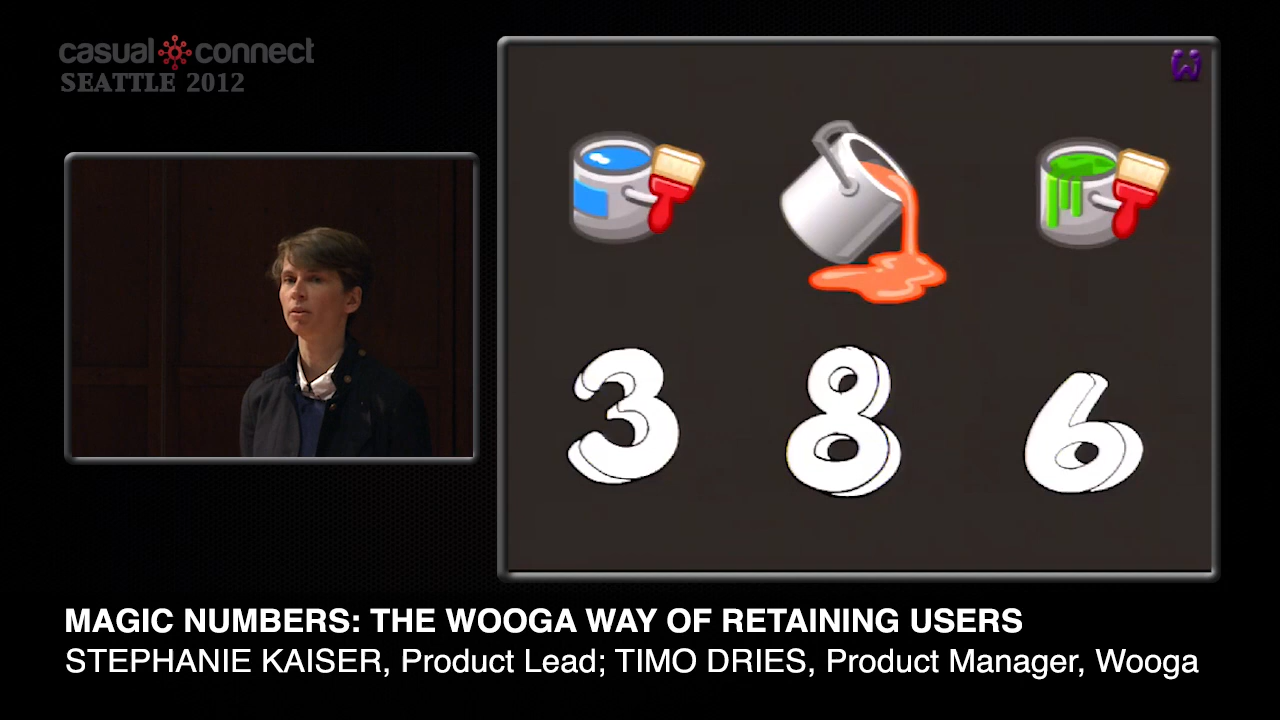 casual connect
SEATTLE 2012
3 8 6
MAGIC NUMBERS: THE WOOGA WAY OF RETAINING USERS
STEPHANIE KAISER, Product Lead; TIMO DRIES, Product Manager, Wooga